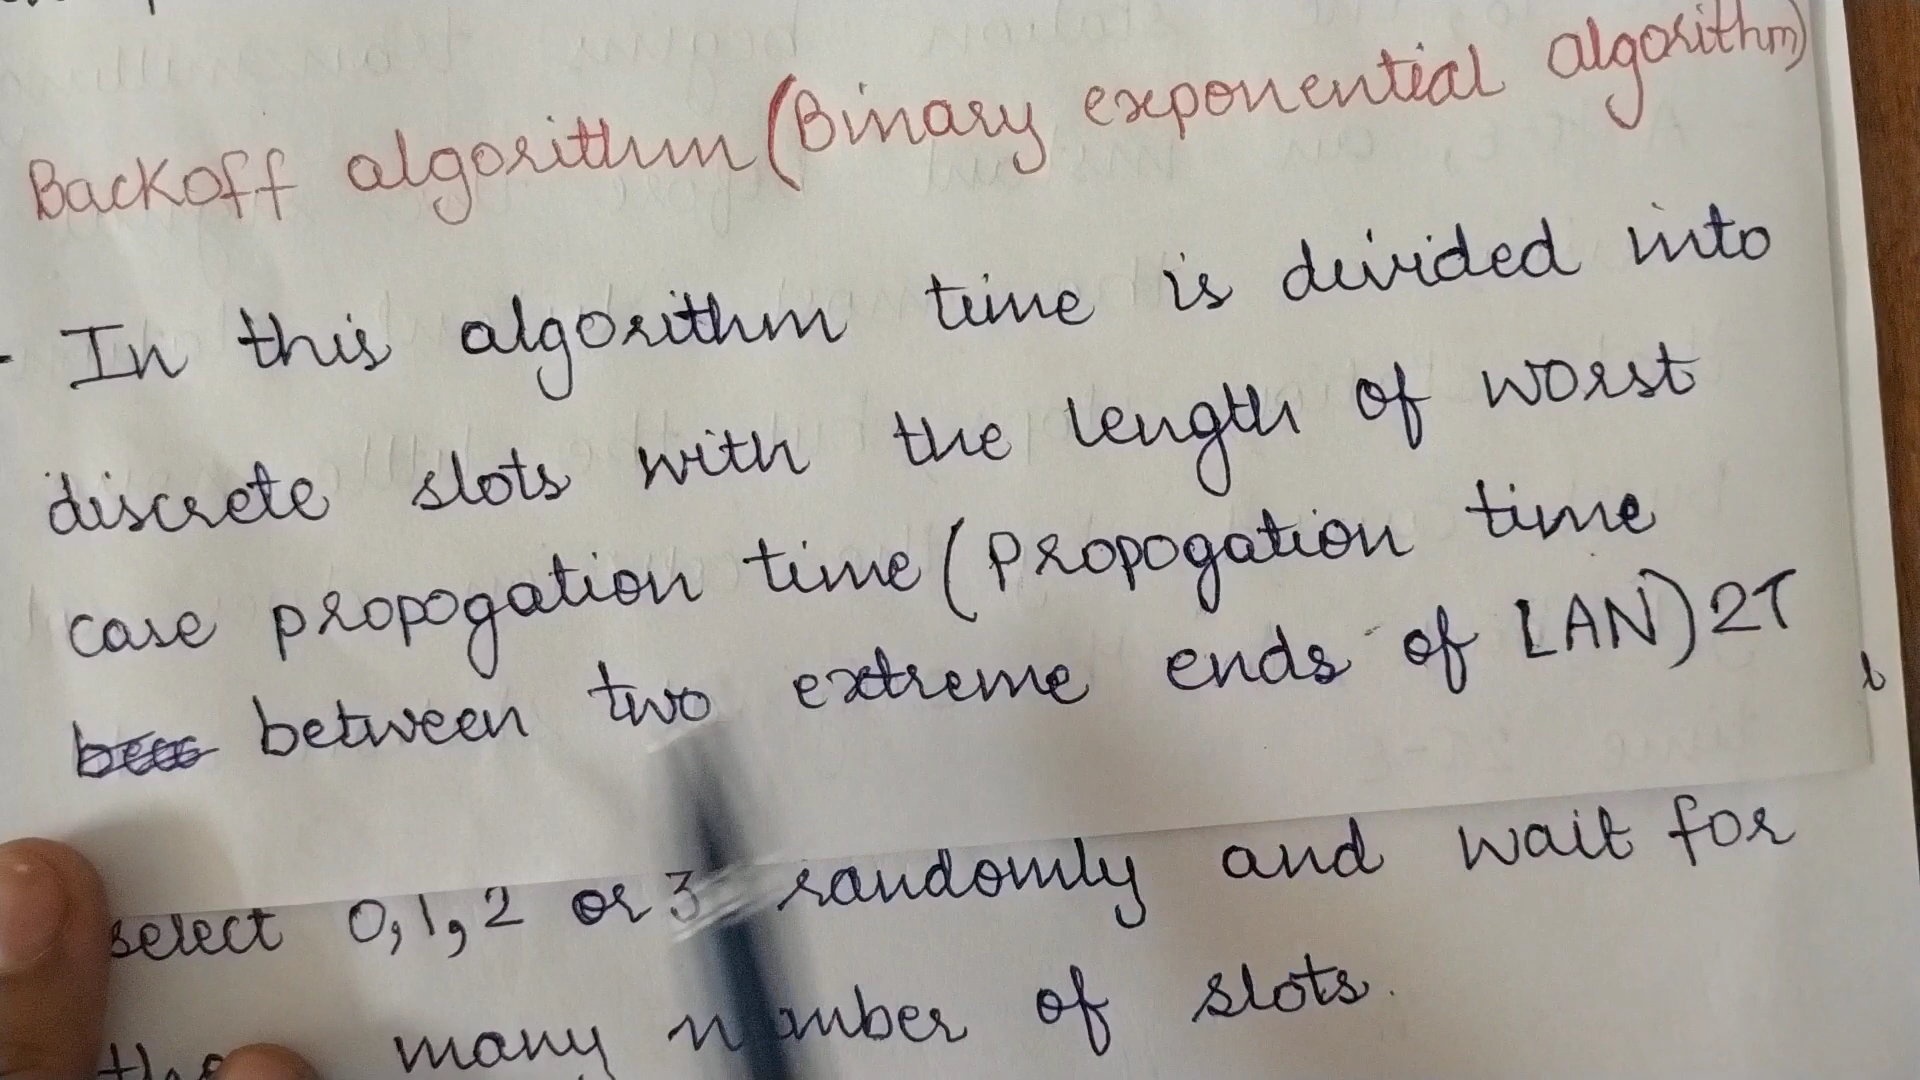 Backoff algorithm (Binary exponential algorithm)
- In this algorithm time is divided into
discrete slots with the length of worst
case propogation time (propogation time
between two extreme ends of LAN) 2T
select 0,1,2 or 3 randomly and wait for
many number of slots.